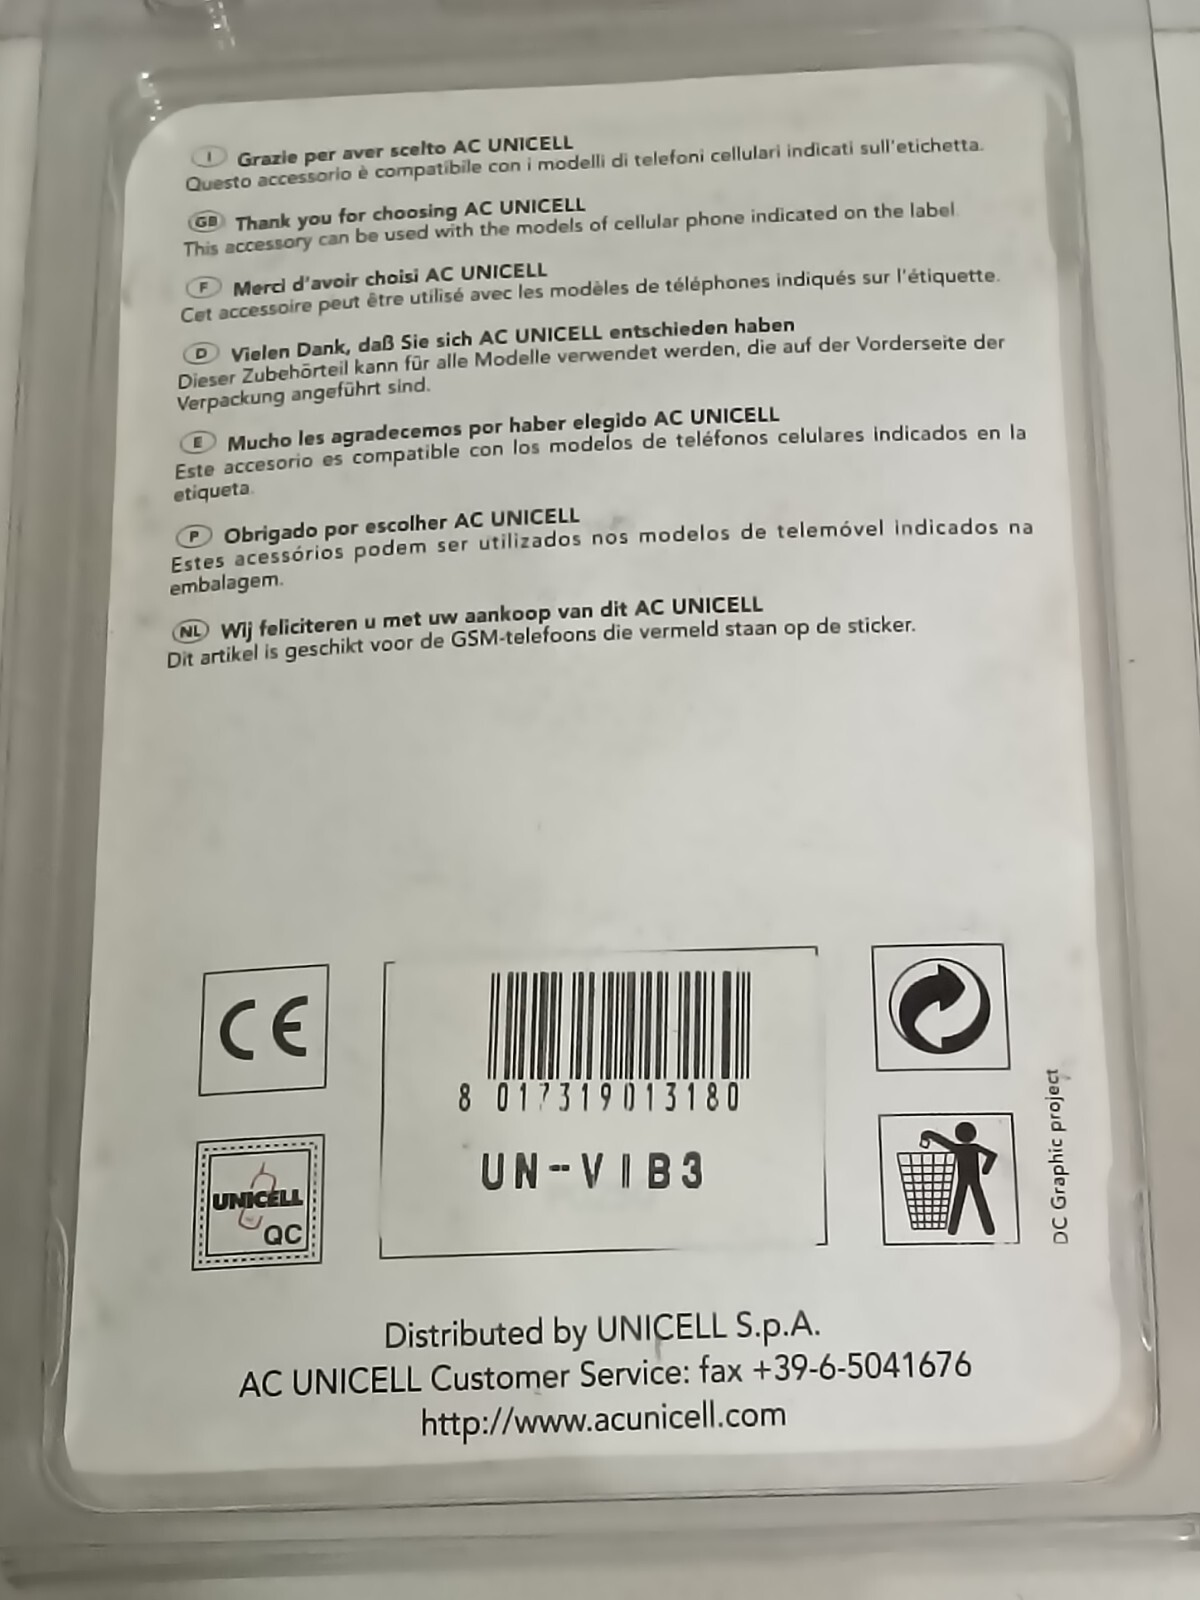 I Grazie per aver scelto AC UNICELL
Questo accessorio è compatibile con i modelli di telefoni cellulari indicati sull'etichetta.
GB Thank you for choosing AC UNICELL
This accessory can be used with the models of cellular phone indicated on the label.
F Merci d'avoir choisi AC UNICELL
Cet accessoire peut être utilisé avec les modèles de téléphones indiqués sur l'étiquette.
D Vielen Dank, daß Sie sich AC UNICELL entschieden haben
Dieser Zubehörteil kann für alle Modelle verwendet werden, die auf der Vorderseite der
Verpackung angeführt sind.
E Mucho les agradecemos por haber elegido AC UNICELL
Este accesorio es compatible con los modelos de teléfonos celulares indicados en la
etiqueta.
P Obrigado por escolher AC UNICELL
Estes acessórios podem ser utilizados nos modelos de telemóvel indicados na
embalagem.
NL Wij feliciteren u met uw aankoop van dit AC UNICELL
Dit artikel is geschikt voor de GSM-telefoons die vermeld staan op de sticker.
CE
8 017319 013180
UN-VIB3
UNICELL
QC
DC Graphic project
Distributed by UNICELL S.p.A.
AC UNICELL Customer Service: fax +39-6-5041676
http://www.acunicell.com